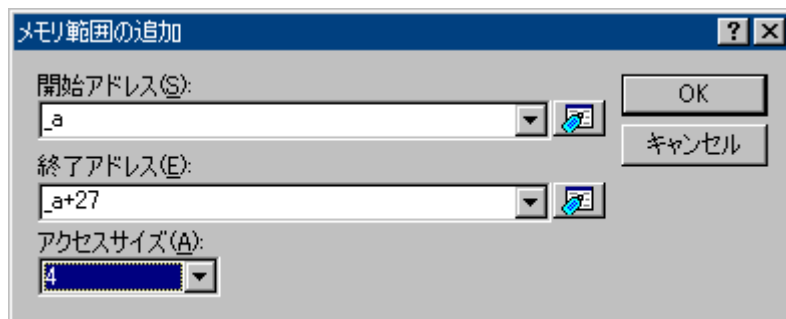 メモリ範囲の追加
開始アドレス(S):
_a
OK
キャンセル
終了アドレス(E):
_a+27
アクセスサイズ(A):
4